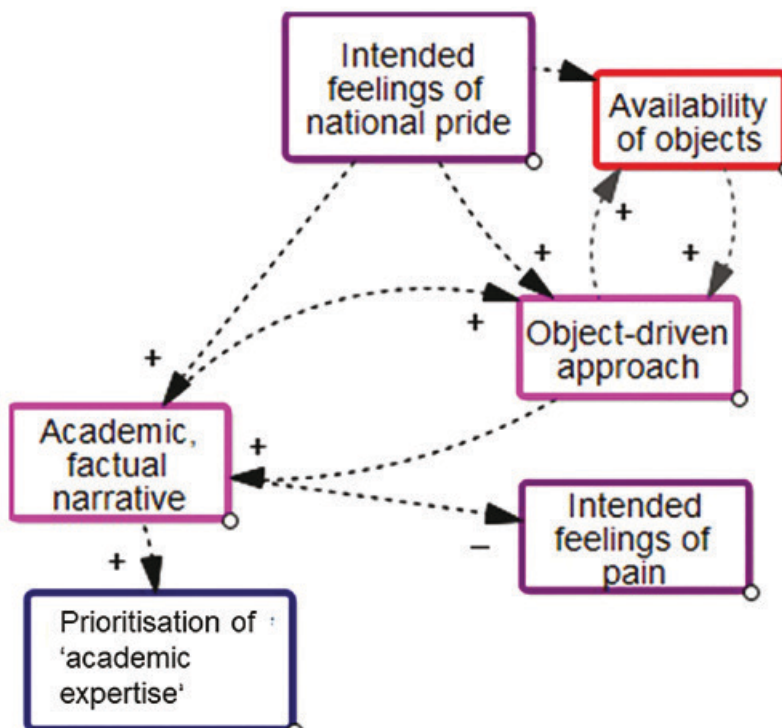 Intended
feelings of
national pride
Availability
of objects
+
+
+
+
Object-driven
approach
+
+
Academic,
factual
narrative
+
–
Intended
feelings of
pain
Prioritisation of
‘academic
expertise‘